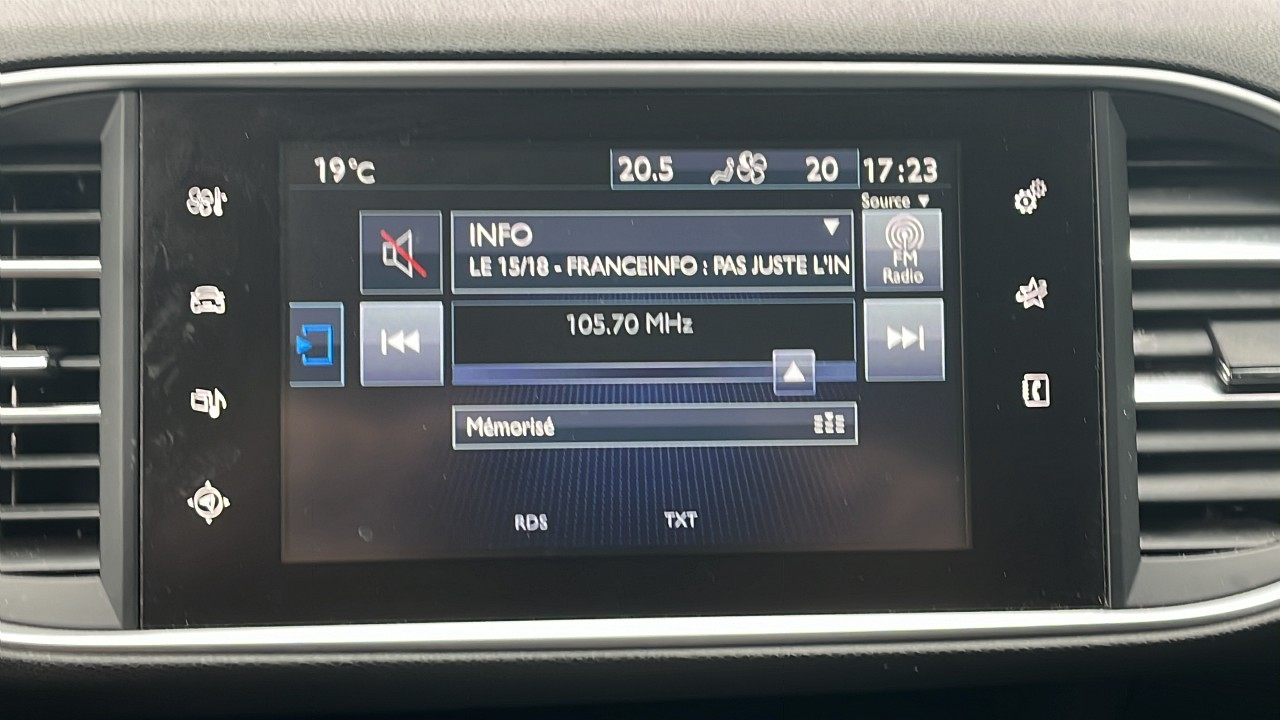 19°C 20.5 20 17:23
Source
INFO
LE 15/18 - FRANCEINFO : PAS JUSTE L'IN
FM
Radio
105.70 MHz
Mémorisé
RDS TXT